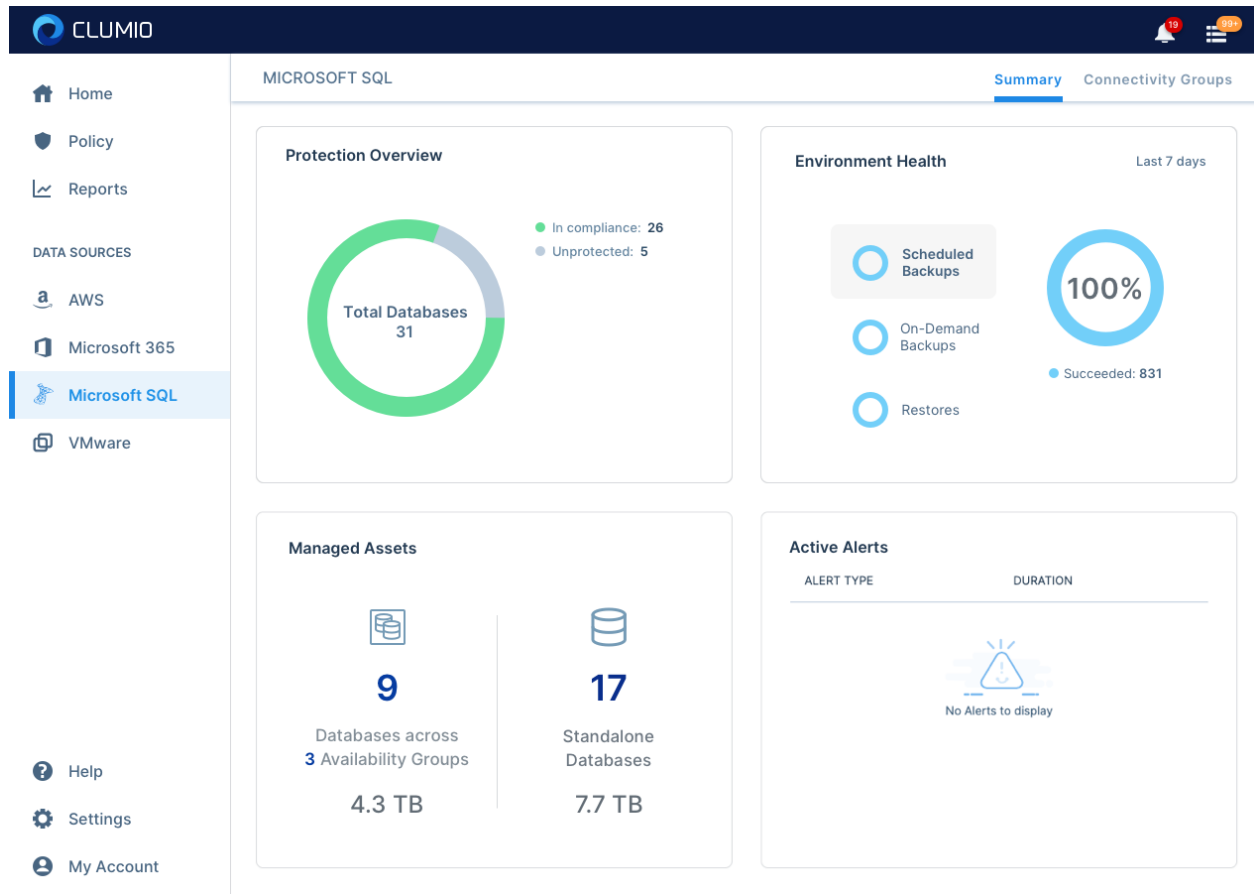 CLUMIO
19
99+
Home
Policy
Reports
DATA SOURCES
AWS
Microsoft 365
Microsoft SQL
VMware
Help
Settings
My Account
MICROSOFT SQL
Summary
Connectivity Groups
Protection Overview
Total Databases
31
In compliance: 26
Unprotected: 5
Environment Health
Last 7 days
Scheduled
Backups
On-Demand
Backups
Restores
100%
Succeeded: 831
Managed Assets
9
Databases across
3 Availability Groups
4.3 TB
17
Standalone
Databases
7.7 TB
Active Alerts
ALERT TYPE DURATION
No Alerts to display